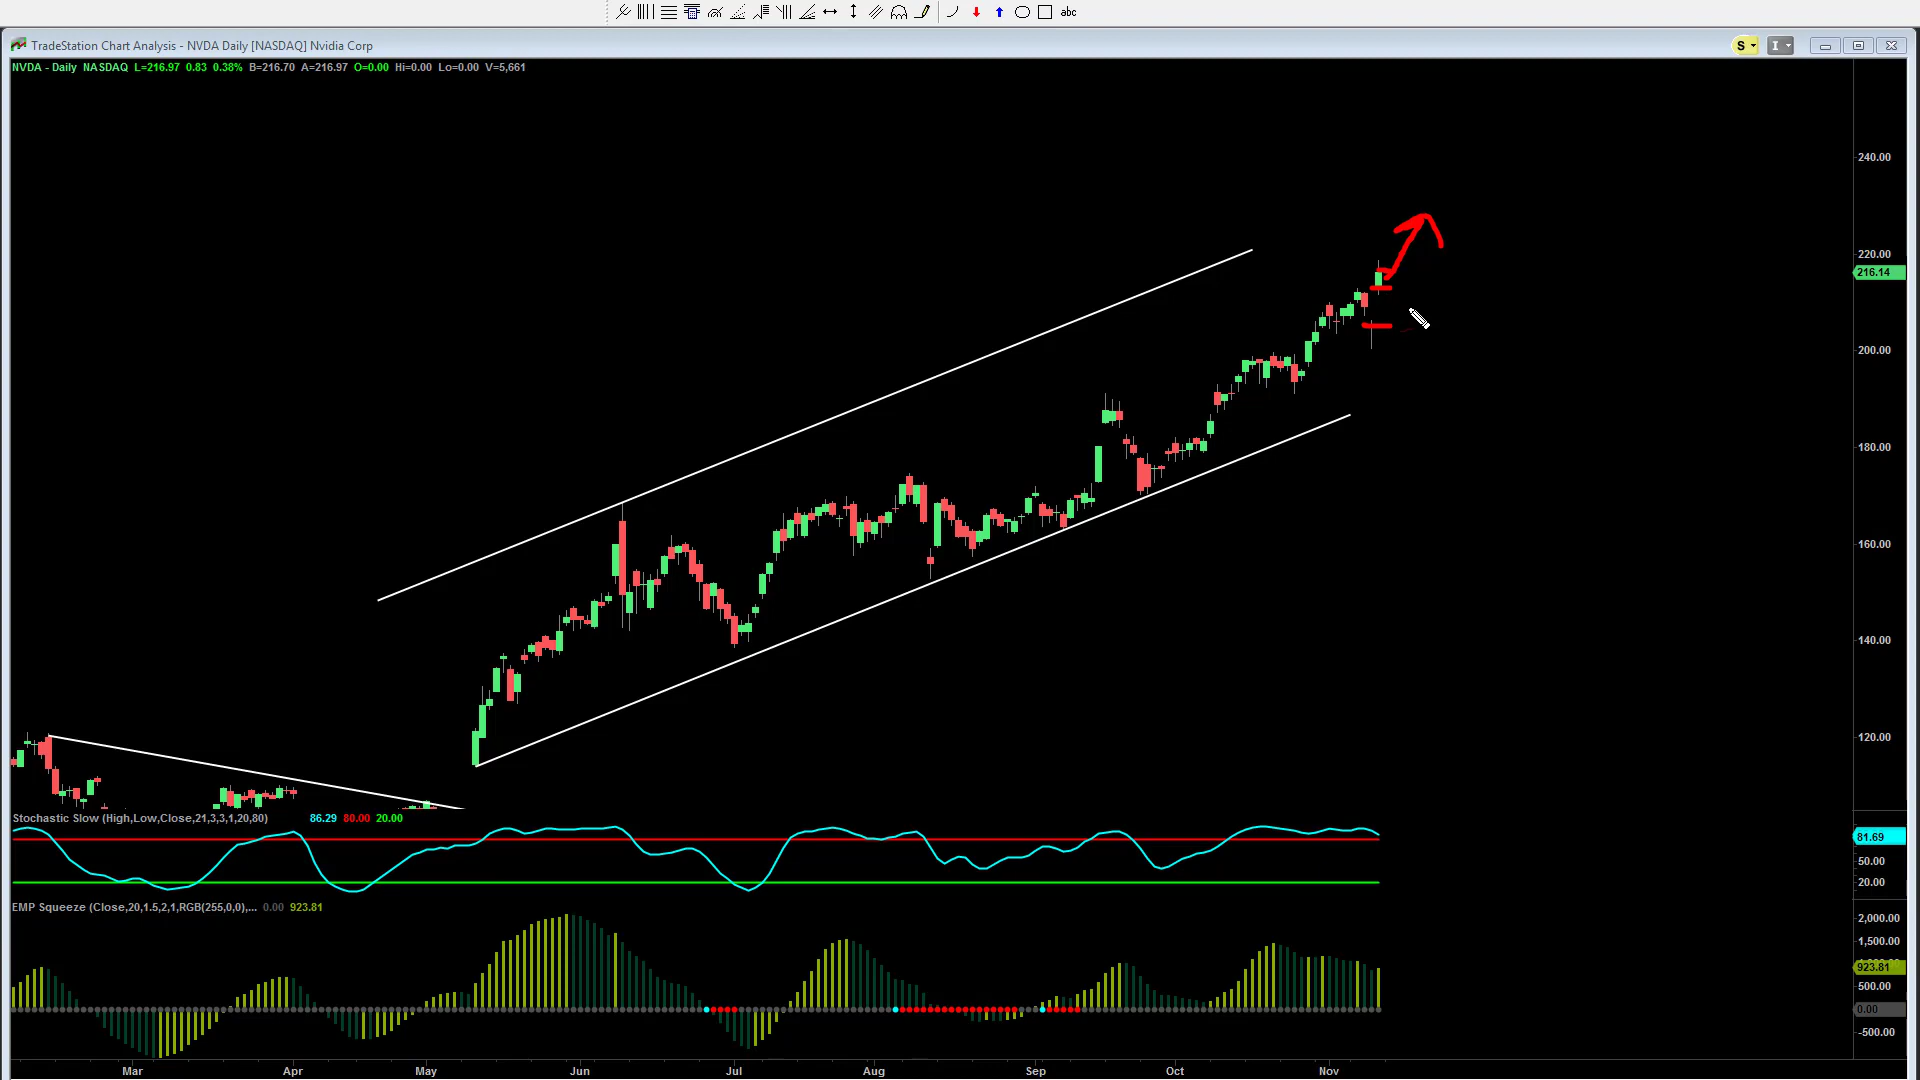 abc
TradeStation Chart Analysis - NVDA Daily [NASDAQ] Nvidia Corp
S
I
NVDA - Daily NASDAQ L=216.97 0.83 0.38% B=216.70 A=216.97 O=0.00 Hi=0.00 Lo=0.00 V=5,661
240.00
220.00
216.14
200.00
180.00
160.00
140.00
120.00
Stochastic Slow (High,Low,Close,21,3,3,1,20,80) 86.29 80.00 20.00
81.69
50.00
20.00
EMP Squeeze (Close,20,1.5,2,1,RGB(255,0,0),... 0.00 923.81
2,000.00
1,500.00
923.81
500.00
0.00
-500.00
Mar Apr May Jun Jul Aug Sep Oct Nov